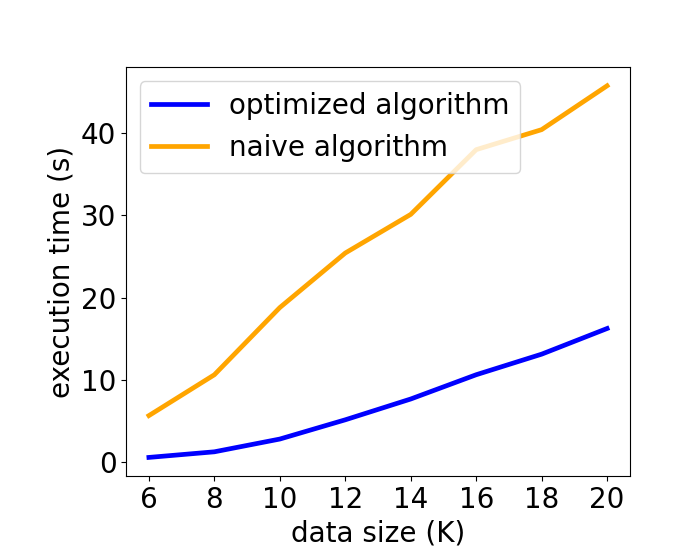 optimized algorithm
naive algorithm
execution time (s)
40
30
20
10
0
6 8 10 12 14 16 18 20
data size (K)